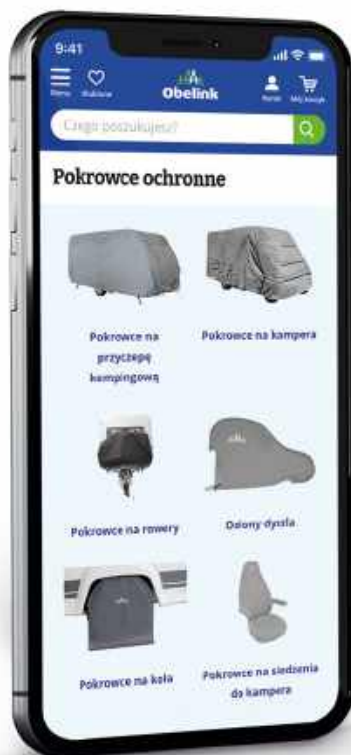 9:41
Menu
Ulubione
Obelink
Konto
Mój koszyk
Czego poszukujesz?
Pokrowce ochronne
Pokrowce na
przyczepę
kempingową
Pokrowce na kampera
Pokrowce na rowery
Osłony dyszla
Pokrowce na koła
Pokrowce na siedzenia
do kampera